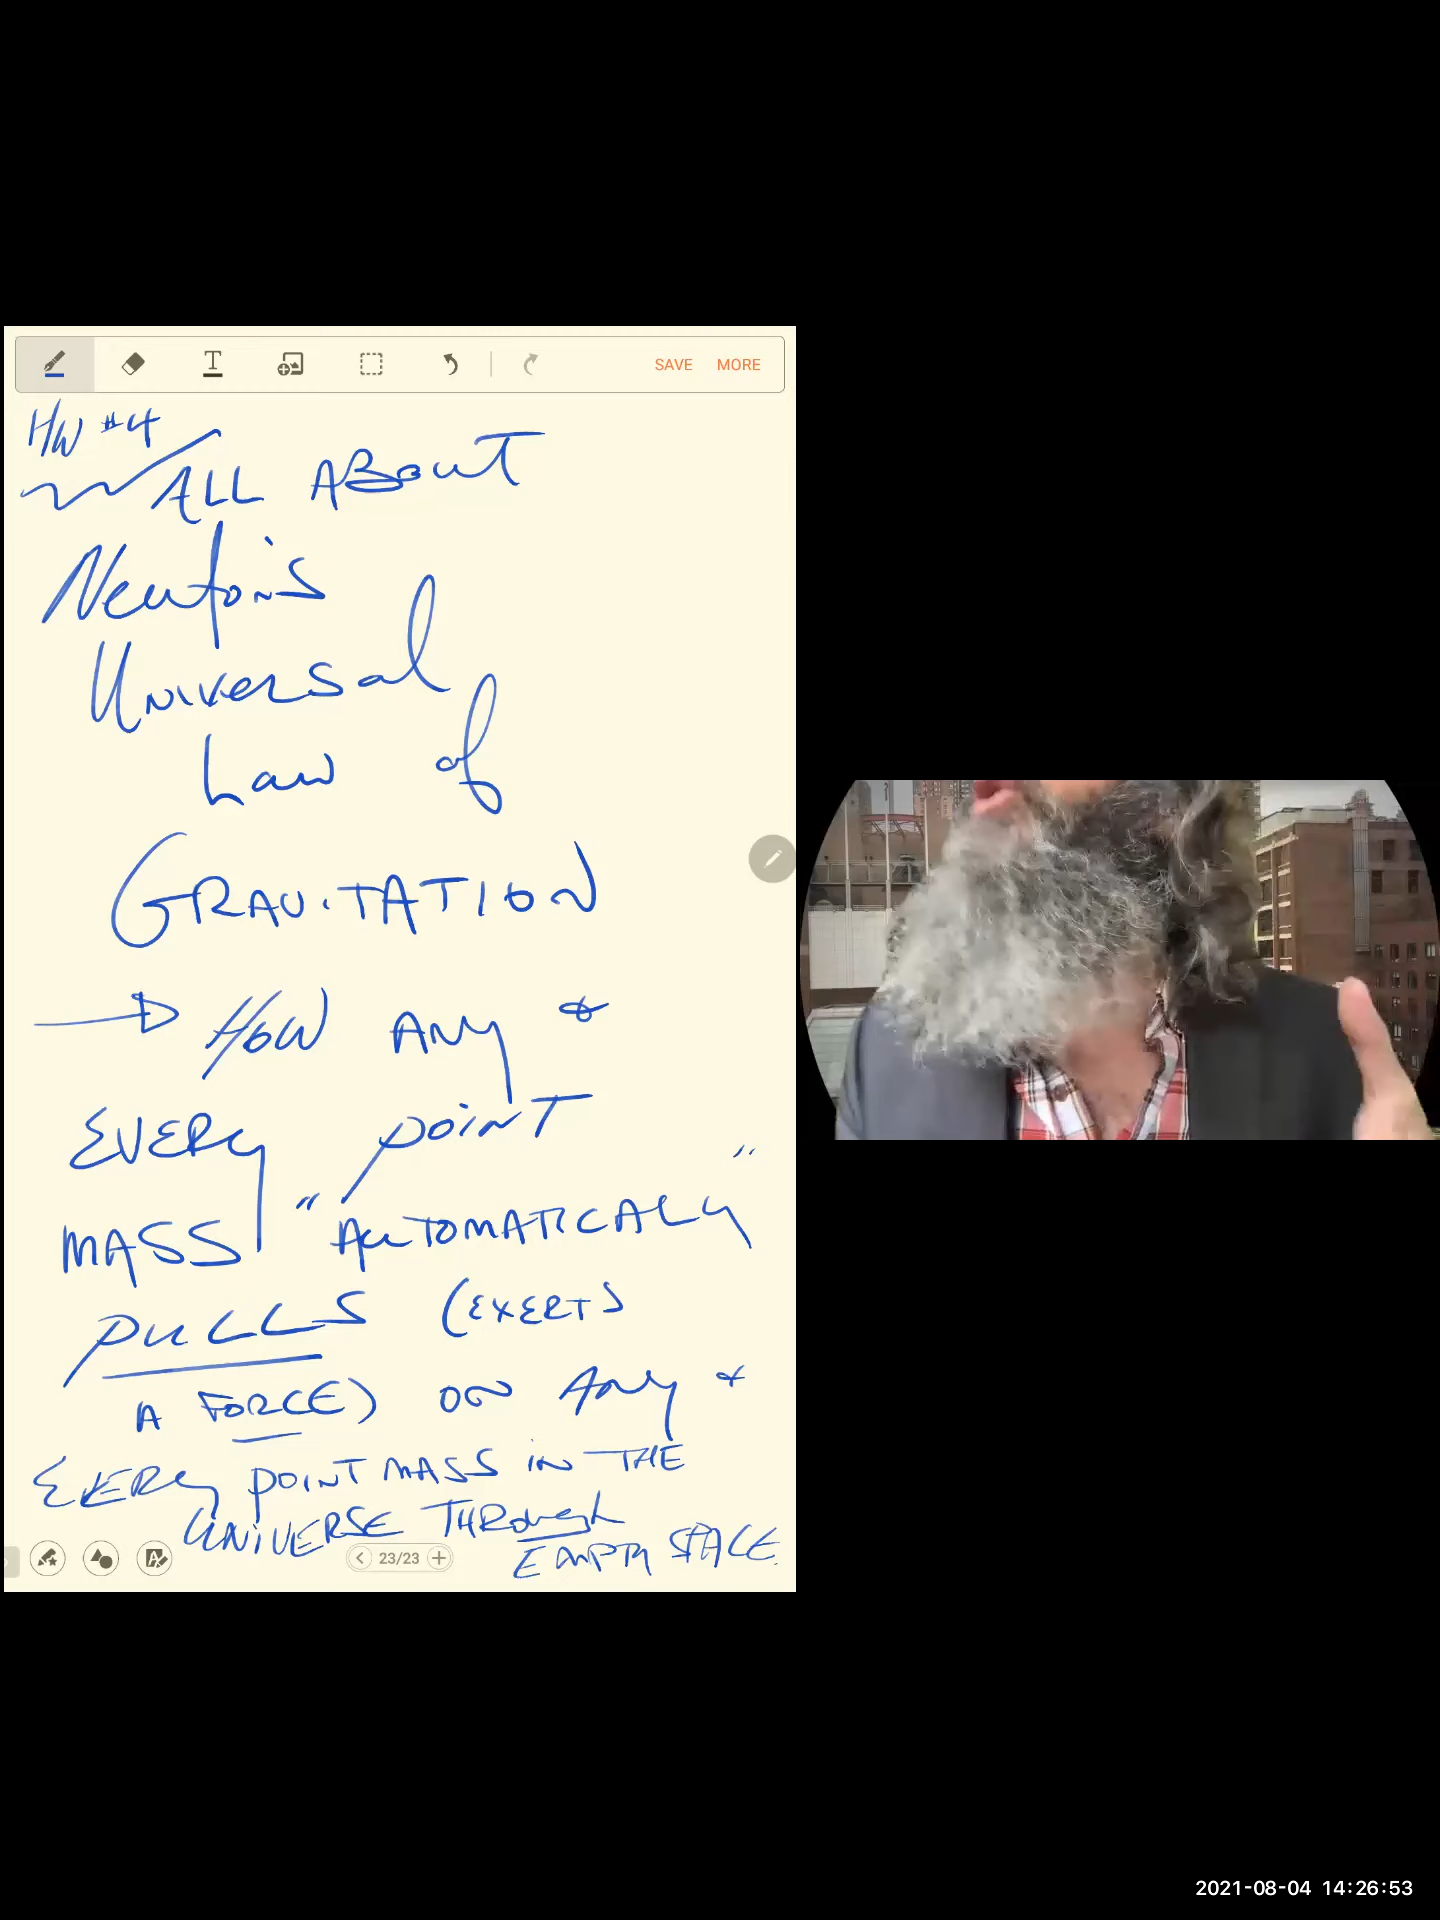 SAVE MORE
HW #4
ALL ABOUT
Newton's
Universal
Law of
GRAVITATION
→ HOW ANY &
EVERY POINT
MASS "AUTOMATICALY"
PULLS (EXERTS
A FORCE) ON ANY &
EVERY POINT MASS IN THE
UNIVERSE THROUGH
EMPTY SPACE.
23/23
2021-08-04 14:26:53